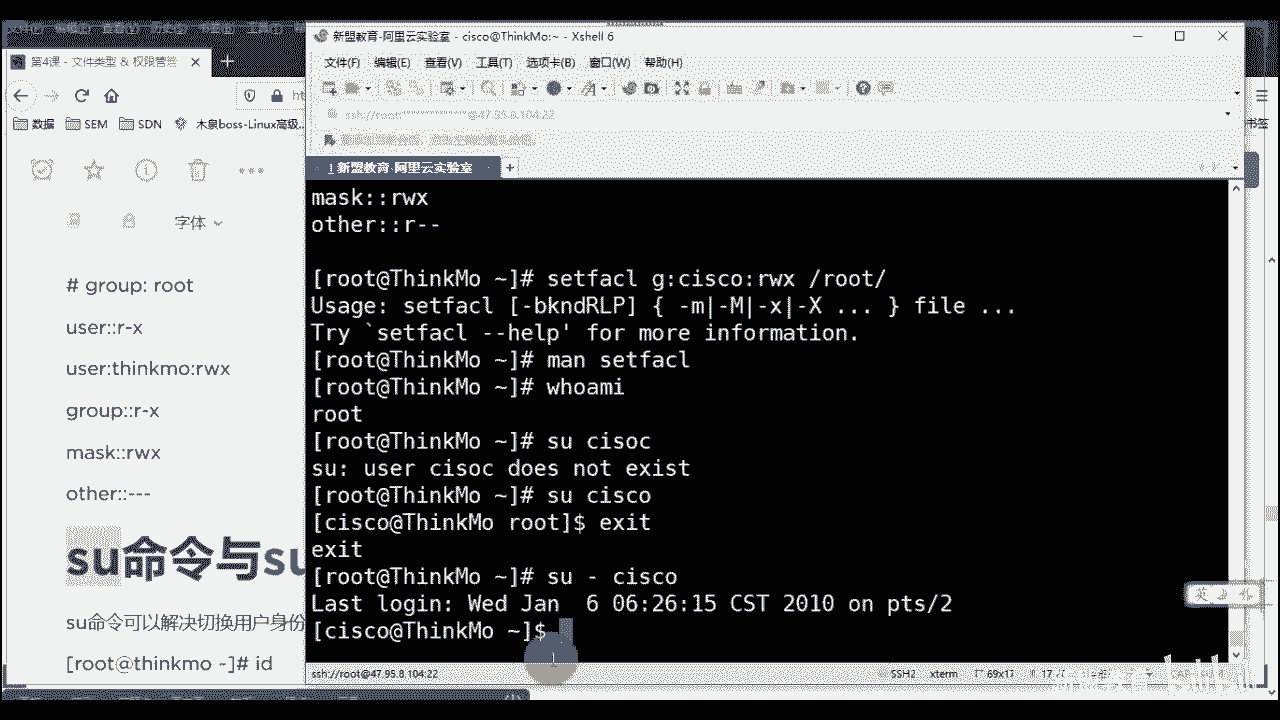 新盟教育-阿里云实验室 - cisco@ThinkMo:~ - Xshell 6
第4课 - 文件类型 & 权限管
文件(F) 编辑(E) 查看(V) 工具(T) 选项卡(B) 窗口(W) 帮助(H)
数据 SEM SDN 木泉boss-Linux高级..
书签
1 新盟教育-阿里云实验室
字体
# group: root
user::r-x
user:thinkmo:rwx
group::r-x
mask::rwx
other::---
su命令与su
su命令可以解决切换用户身份
[root@thinkmo ~]# id
mask::rwx
other::r--
[root@ThinkMo ~]# setfacl g:cisco:rwx /root/
Usage: setfacl [-bkndRLP] { -m|-M|-x|-X ... } file ...
Try `setfacl --help' for more information.
[root@ThinkMo ~]# man setfacl
[root@ThinkMo ~]# whoami
root
[root@ThinkMo ~]# su cisoc
su: user cisoc does not exist
[root@ThinkMo ~]# su cisco
[cisco@ThinkMo root]$ exit
exit
[root@ThinkMo ~]# su - cisco
Last login: Wed Jan  6 06:26:15 CST 2010 on pts/2
[cisco@ThinkMo ~]$
英
ssh://root@47.95.8.104:22 SSH2 xterm 69x17